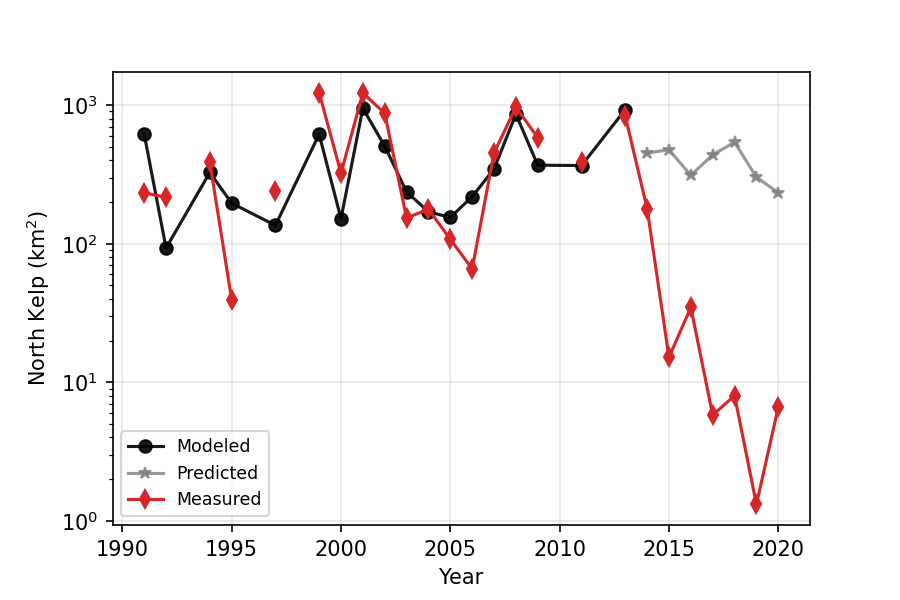 North Kelp (km²)
10³
10²
10¹
10⁰
Modeled
Predicted
Measured
1990 1995 2000 2005 2010 2015 2020
Year